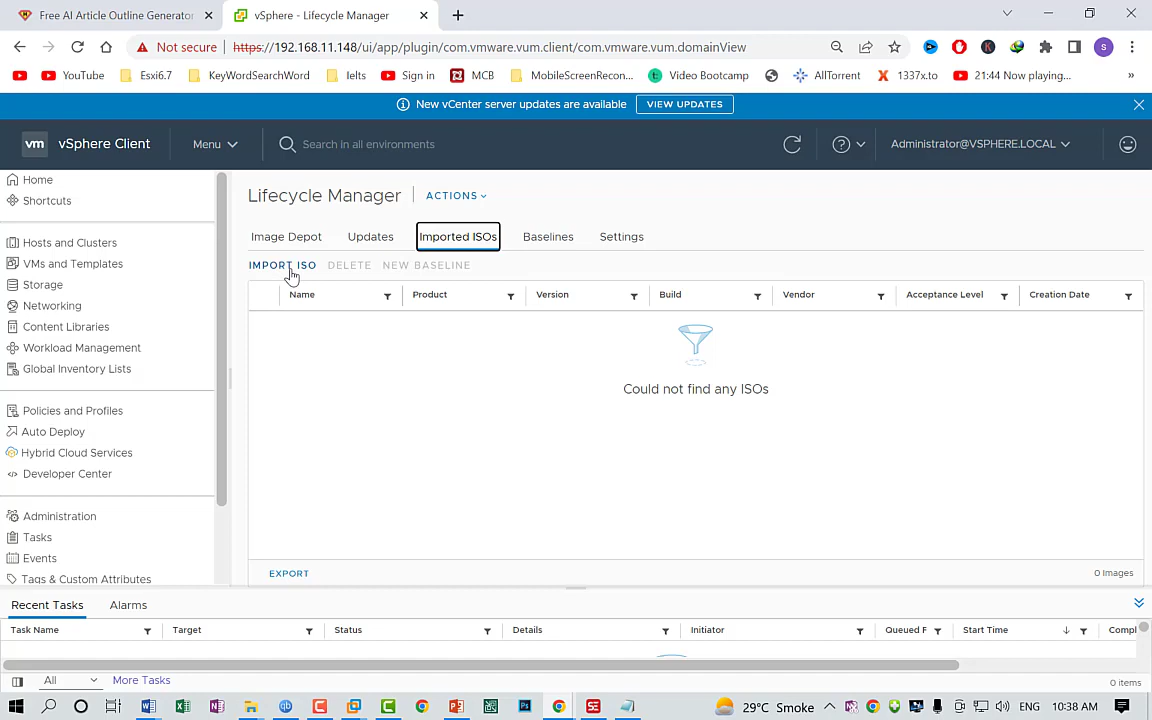 Free AI Article Outline Generator
vSphere - Lifecycle Manager
Not secure
https://192.168.11.148/ui/app/plugin/com.vmware.vum.client/com.vmware.vum.domainView
S
YouTube
Esxi6.7
KeyWordSearchWord
Ielts
Sign in
MCB
MobileScreenRecon...
Video Bootcamp
AllTorrent
1337x.to
21:44 Now playing,...
»
New vCenter server updates are available
VIEW UPDATES
vm
vSphere Client
Menu
Search in all environments
Administrator@VSPHERE.LOCAL
Home
Shortcuts
Hosts and Clusters
VMs and Templates
Storage
Networking
Content Libraries
Workload Management
Global Inventory Lists
Policies and Profiles
Auto Deploy
Hybrid Cloud Services
Developer Center
Administration
Tasks
Events
Tags & Custom Attributes
Lifecycle Manager
ACTIONS
Image Depot
Updates
Imported ISOs
Baselines
Settings
IMPORT ISO
DELETE
NEW BASELINE
Name
Product
Version
Build
Vendor
Acceptance Level
Creation Date
Could not find any ISOs
EXPORT
0 Images
Recent Tasks
Alarms
Task Name
Target
Status
Details
Initiator
Queued F
Start Time
Compl
All
More Tasks
0 items
29°C Smoke
ENG
10:38 AM